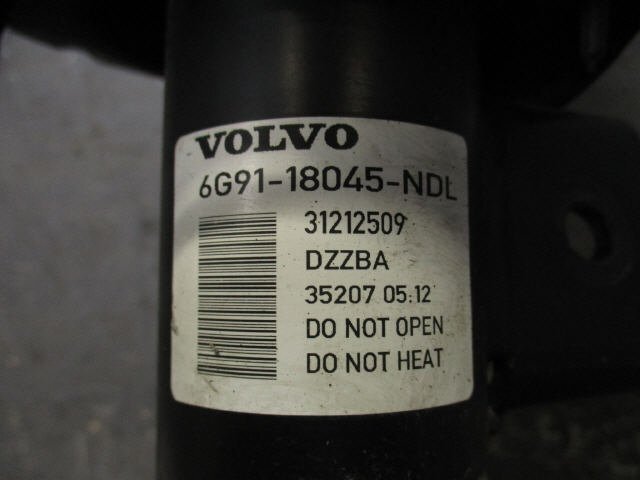 VOLVO
6G91-18045-NDL
31212509
DZZBA
35207 05:12
DO NOT OPEN
DO NOT HEAT